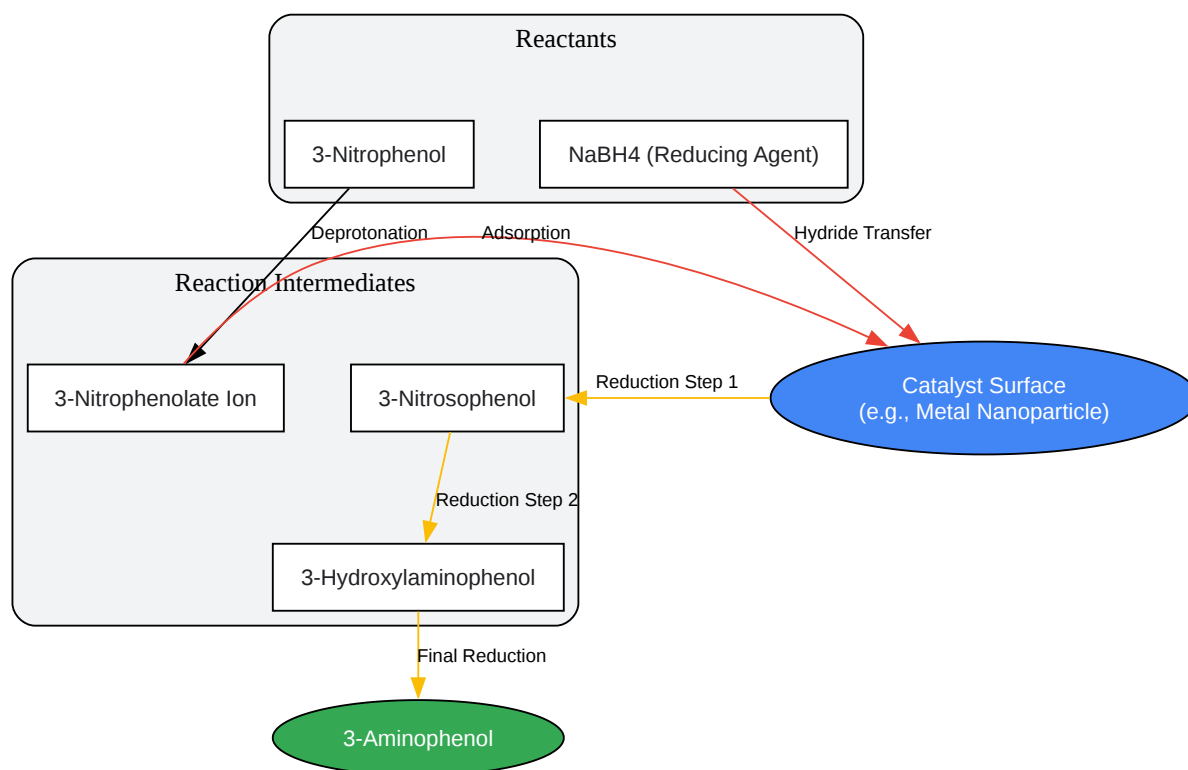 Reactants
3-Nitrophenol
NaBH4 (Reducing Agent)
Deprotonation
Adsorption
Hydride Transfer
Reaction Intermediates
3-Nitrophenolate Ion
3-Nitrosophenol
Reduction Step 1
Catalyst Surface
(e.g., Metal Nanoparticle)
Reduction Step 2
3-Hydroxylaminophenol
Final Reduction
3-Aminophenol